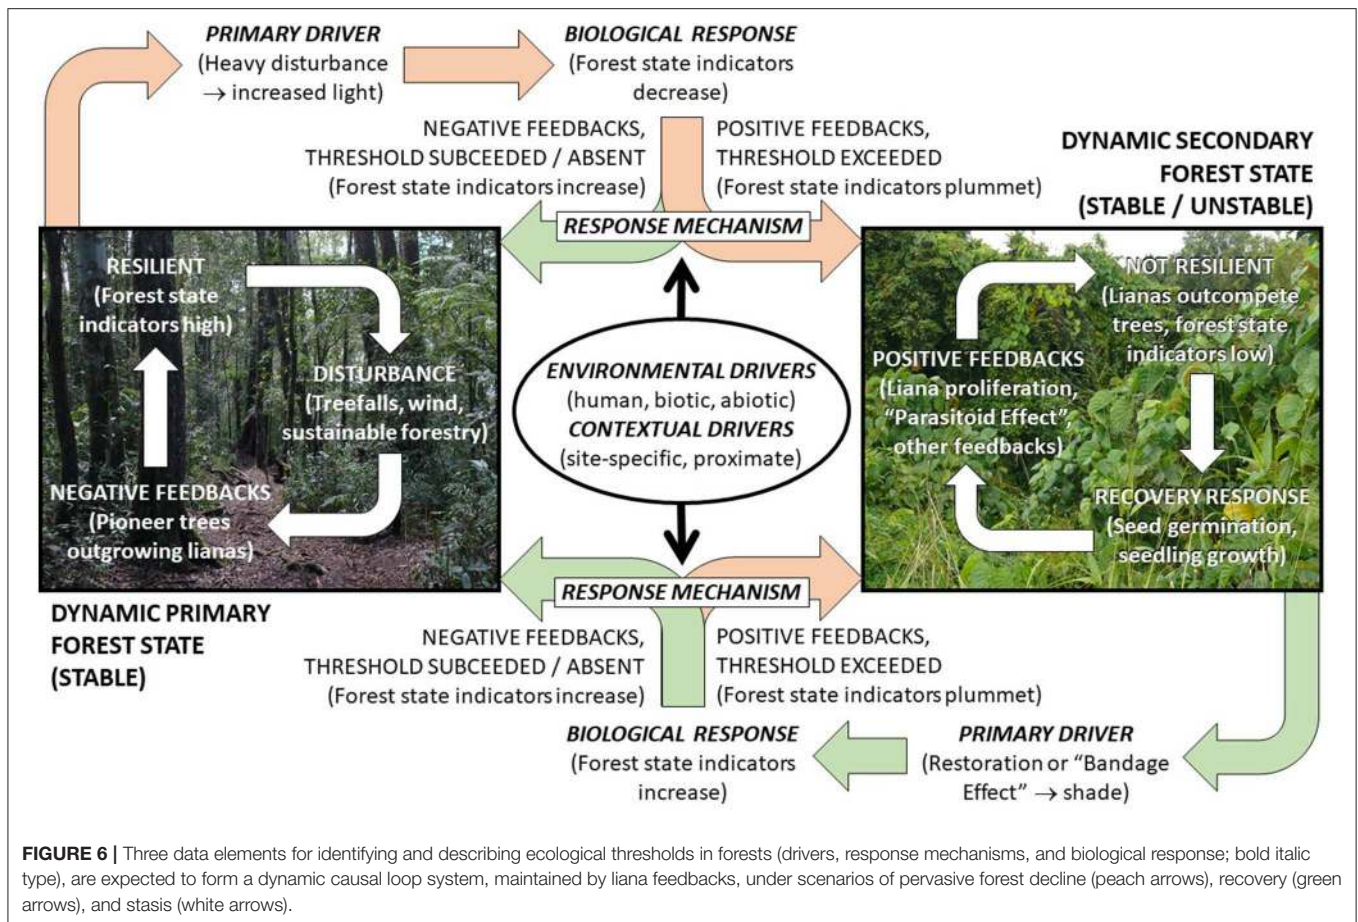 PRIMARY DRIVER
(Heavy disturbance
→ increased light)
BIOLOGICAL RESPONSE
(Forest state indicators
decrease)
NEGATIVE FEEDBACKS,
THRESHOLD SUBCEEDED / ABSENT
(Forest state indicators increase)
POSITIVE FEEDBACKS,
THRESHOLD EXCEEDED
(Forest state indicators plummet)
DYNAMIC SECONDARY
FOREST STATE
(STABLE / UNSTABLE)
RESPONSE MECHANISM
RESILIENT
(Forest state
indicators high)
DISTURBANCE
(Treefalls, wind,
sustainable forestry)
NEGATIVE FEEDBACKS
(Pioneer trees
outgrowing lianas)
ENVIRONMENTAL DRIVERS
(human, biotic, abiotic)
CONTEXTUAL DRIVERS
(site-specific, proximate)
NOT RESILIENT
(Lianas outcompete
trees, forest state
indicators low)
POSITIVE FEEDBACKS
(Liana proliferation,
“Parasitoid Effect”,
other feedbacks)
RECOVERY RESPONSE
(Seed germination,
seedling growth)
RESPONSE MECHANISM
DYNAMIC PRIMARY
FOREST STATE
(STABLE)
NEGATIVE FEEDBACKS,
THRESHOLD SUBCEEDED / ABSENT
(Forest state indicators increase)
POSITIVE FEEDBACKS,
THRESHOLD EXCEEDED
(Forest state indicators plummet)
BIOLOGICAL RESPONSE
(Forest state indicators
increase)
PRIMARY DRIVER
(Restoration or “Bandage
Effect” → shade)
FIGURE 6 | Three data elements for identifying and describing ecological thresholds in forests (drivers, response mechanisms, and biological response; bold italic
type), are expected to form a dynamic causal loop system, maintained by liana feedbacks, under scenarios of pervasive forest decline (peach arrows), recovery (green
arrows), and stasis (white arrows).